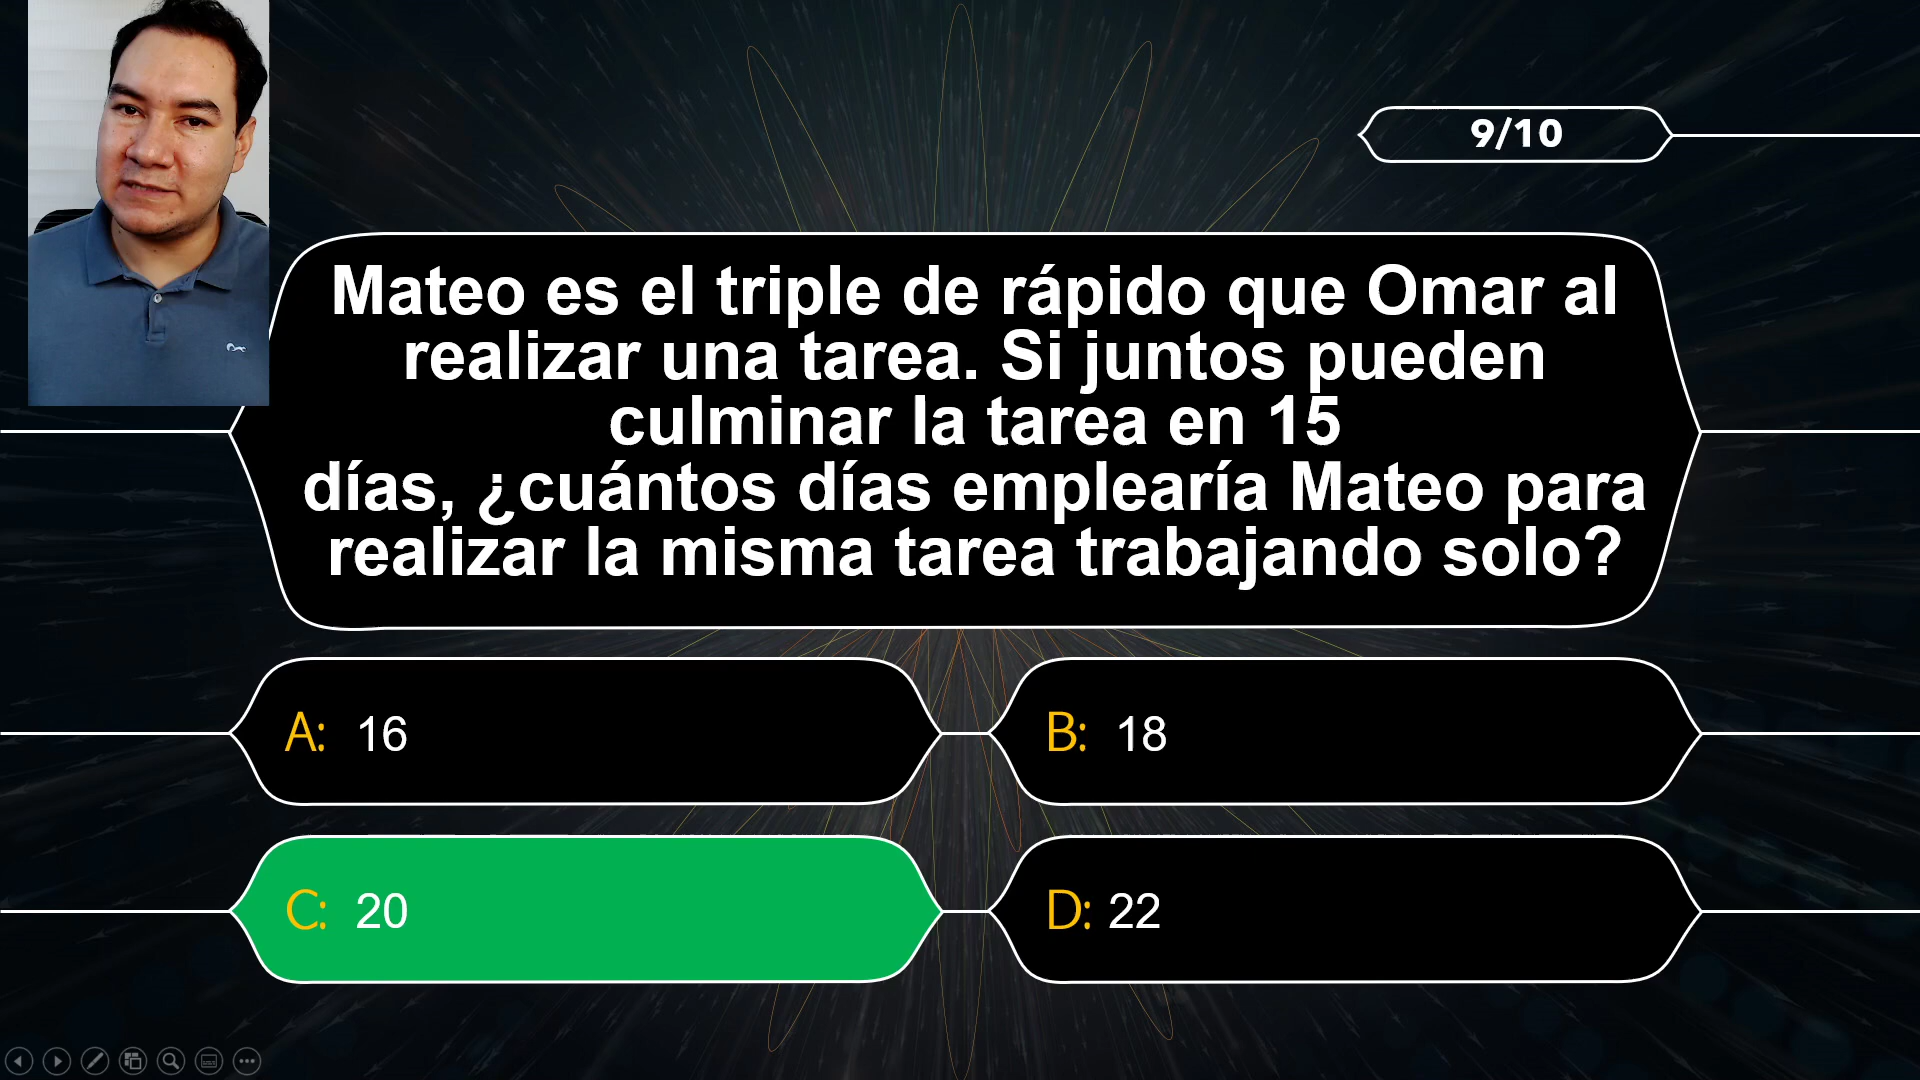 9/10
Mateo es el triple de rápido que Omar al
realizar una tarea. Si juntos pueden
culminar la tarea en 15
días, ¿cuántos días emplearía Mateo para
realizar la misma tarea trabajando solo?
A: 16
B: 18
C: 20
D: 22